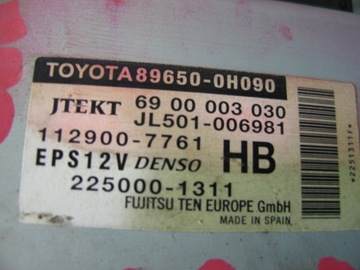 TOYOTA 89650-0H090
JTEKT 69 00 003 030
JL501-006981
112900-7761
EPS12V DENSO HB
225000-1311
FUJITSU TEN EUROPE GmbH
MADE IN SPAIN
*2251311F*